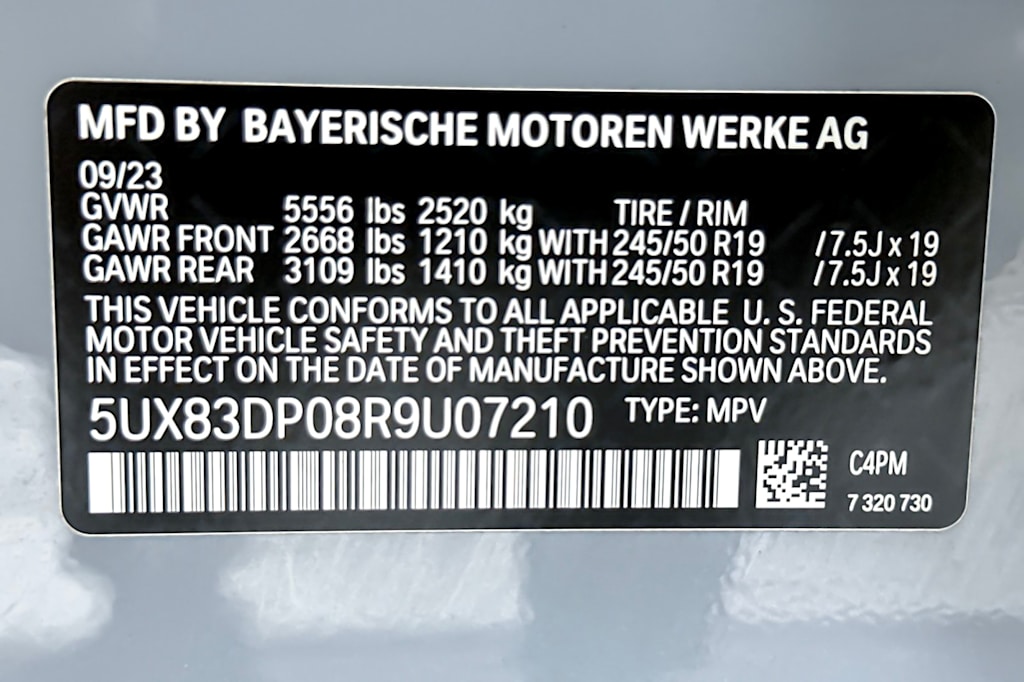 MFD BY BAYERISCHE MOTOREN WERKE AG
09/23
GVWR 5556 lbs 2520 kg TIRE / RIM
GAWR FRONT 2668 lbs 1210 kg WITH 245/50 R19 / 7.5J x 19
GAWR REAR 3109 lbs 1410 kg WITH 245/50 R19 / 7.5J x 19
THIS VEHICLE CONFORMS TO ALL APPLICABLE U. S. FEDERAL
MOTOR VEHICLE SAFETY AND THEFT PREVENTION STANDARDS
IN EFFECT ON THE DATE OF MANUFACTURE SHOWN ABOVE.
5UX83DP08R9U07210 TYPE: MPV
C4PM
7 320 730